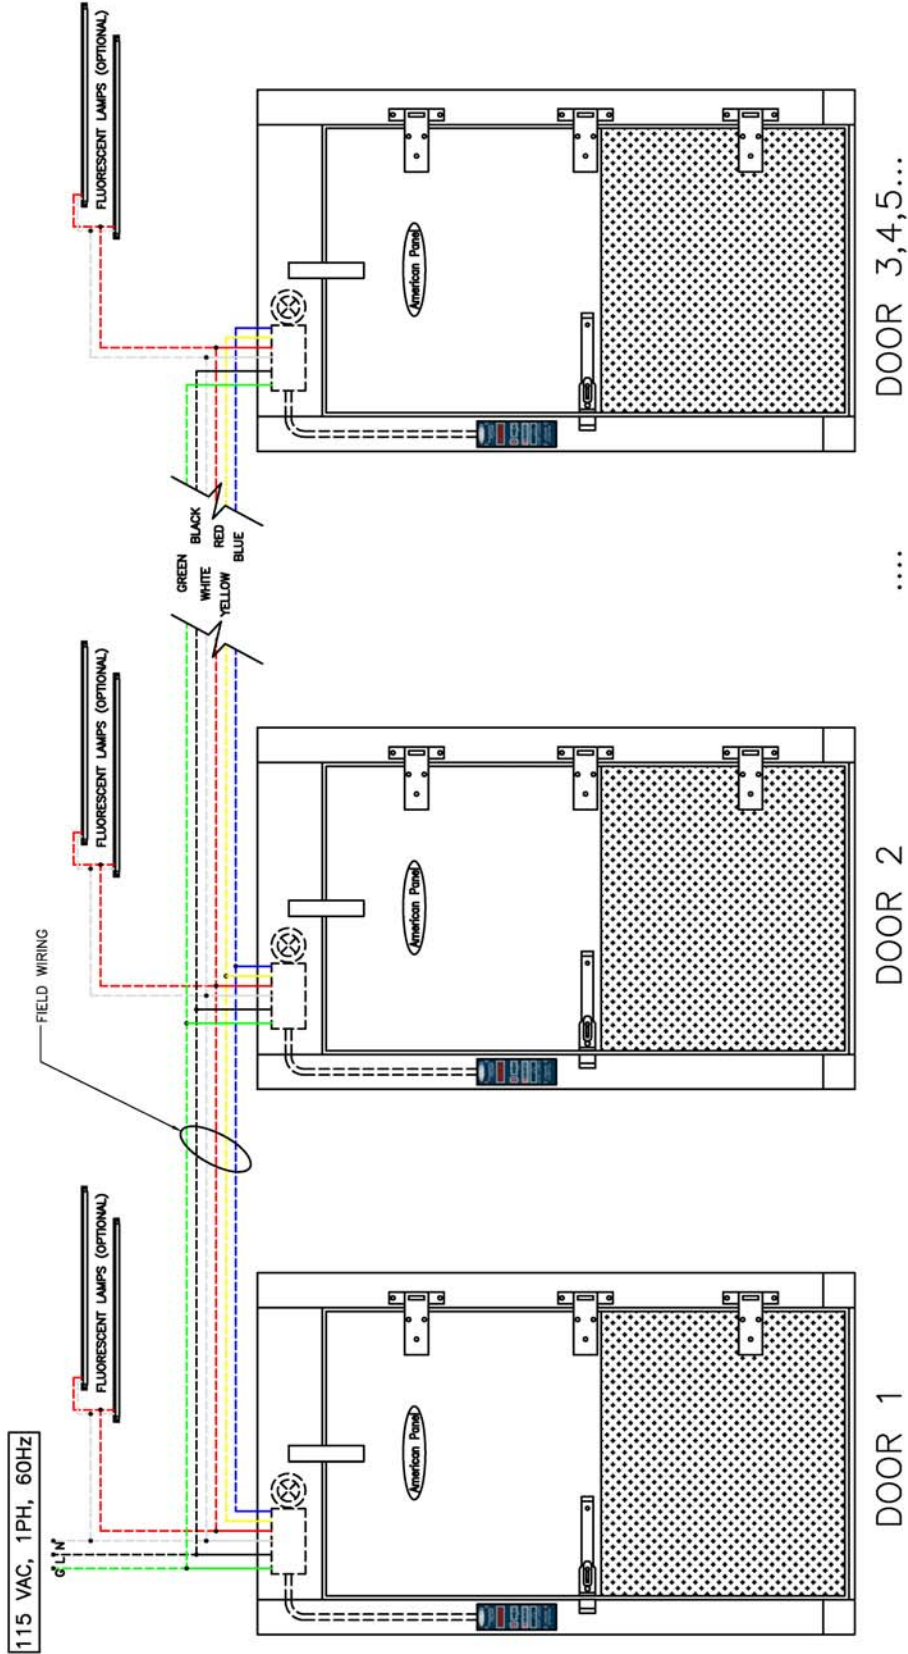 115 VAC, 1PH, 60Hz
G L N
FIELD WIRING
FLUORESCENT LAMPS (OPTIONAL)
FLUORESCENT LAMPS (OPTIONAL)
FLUORESCENT LAMPS (OPTIONAL)
GREEN
BLACK
WHITE
RED
YELLOW
BLUE
American Panel
American Panel
American Panel
DOOR 1
DOOR 2
....
DOOR 3,4,5...